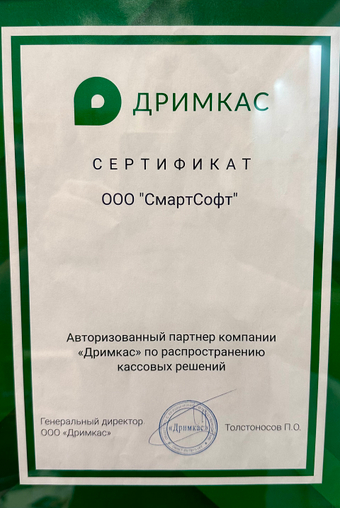 ДРИМКАС
СЕРТИФИКАТ
ООО "СмартСофт"
Авторизованный партнер компании
«Дримкас» по распространению
кассовых решений
Генеральный директор
ООО «Дримкас»
«Дримкас»
Толстоносов П.О.